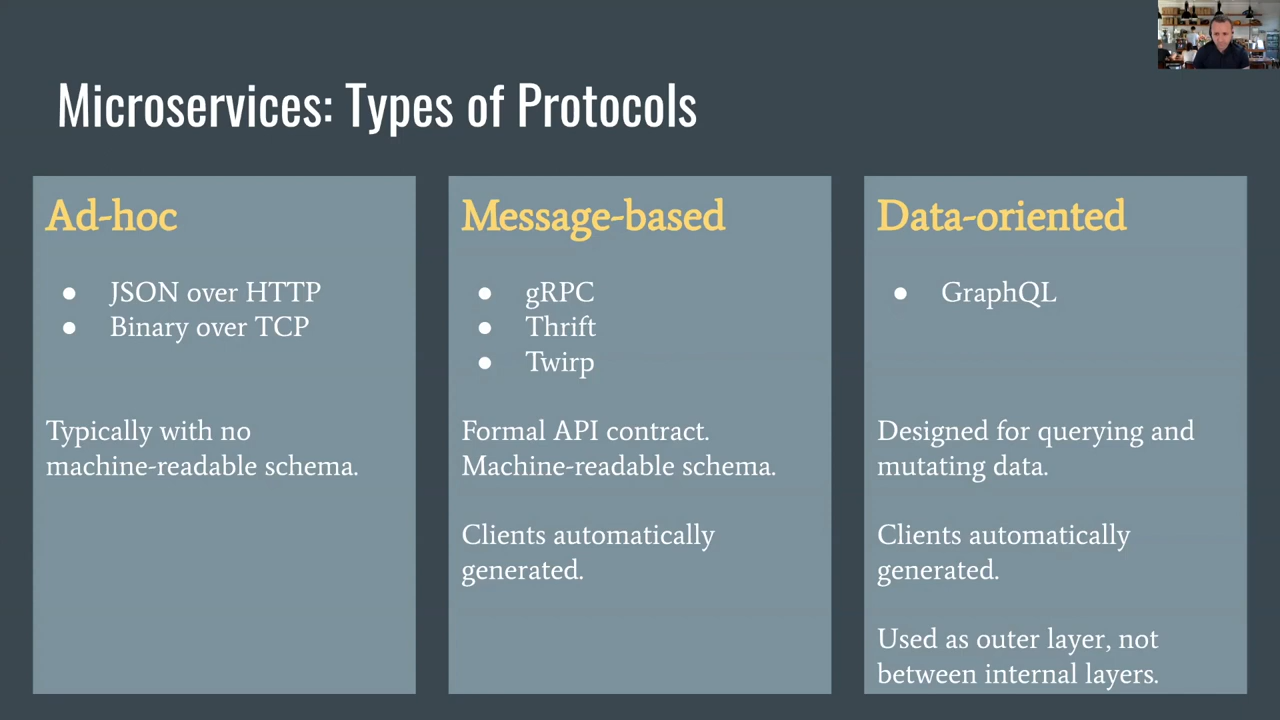 Microservices: Types of Protocols
Ad-hoc
● JSON over HTTP
● Binary over TCP
Typically with no
machine-readable schema.
Message-based
● gRPC
● Thrift
● Twirp
Formal API contract.
Machine-readable schema.
Clients automatically
generated.
Data-oriented
● GraphQL
Designed for querying and
mutating data.
Clients automatically
generated.
Used as outer layer, not
between internal layers.